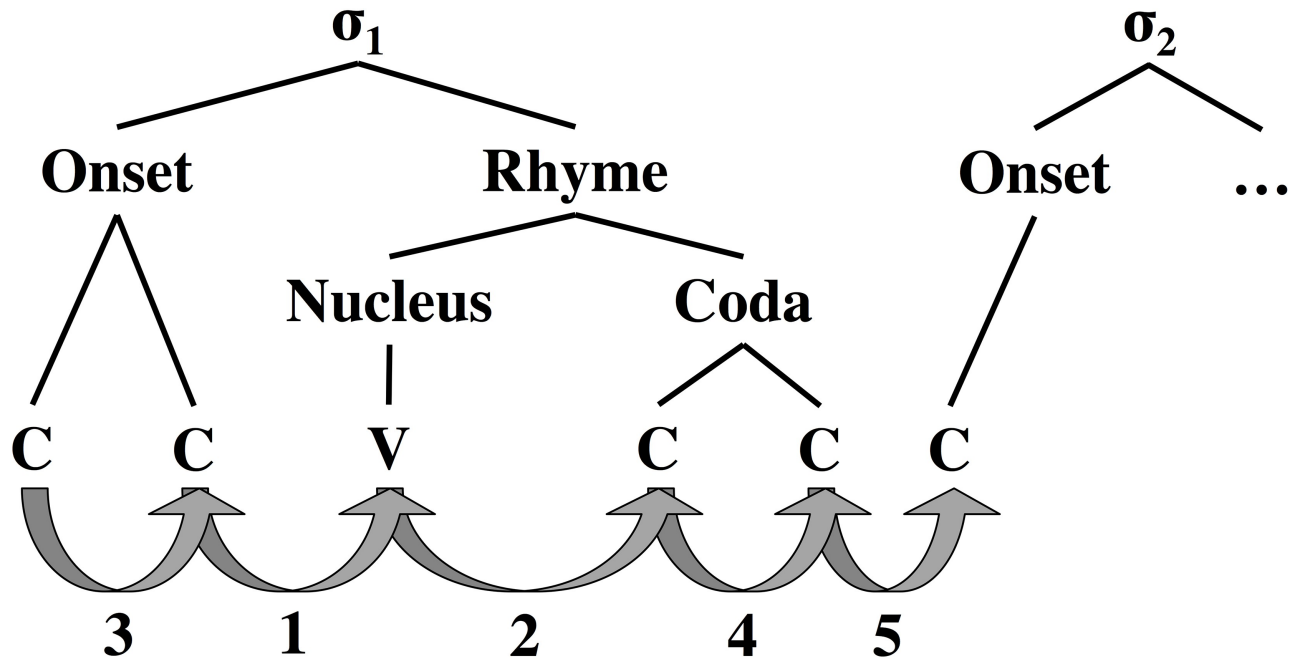 σ₁ σ₂
Onset Rhyme Onset ...
Nucleus Coda
C C V C C C
3 1 2 4 5